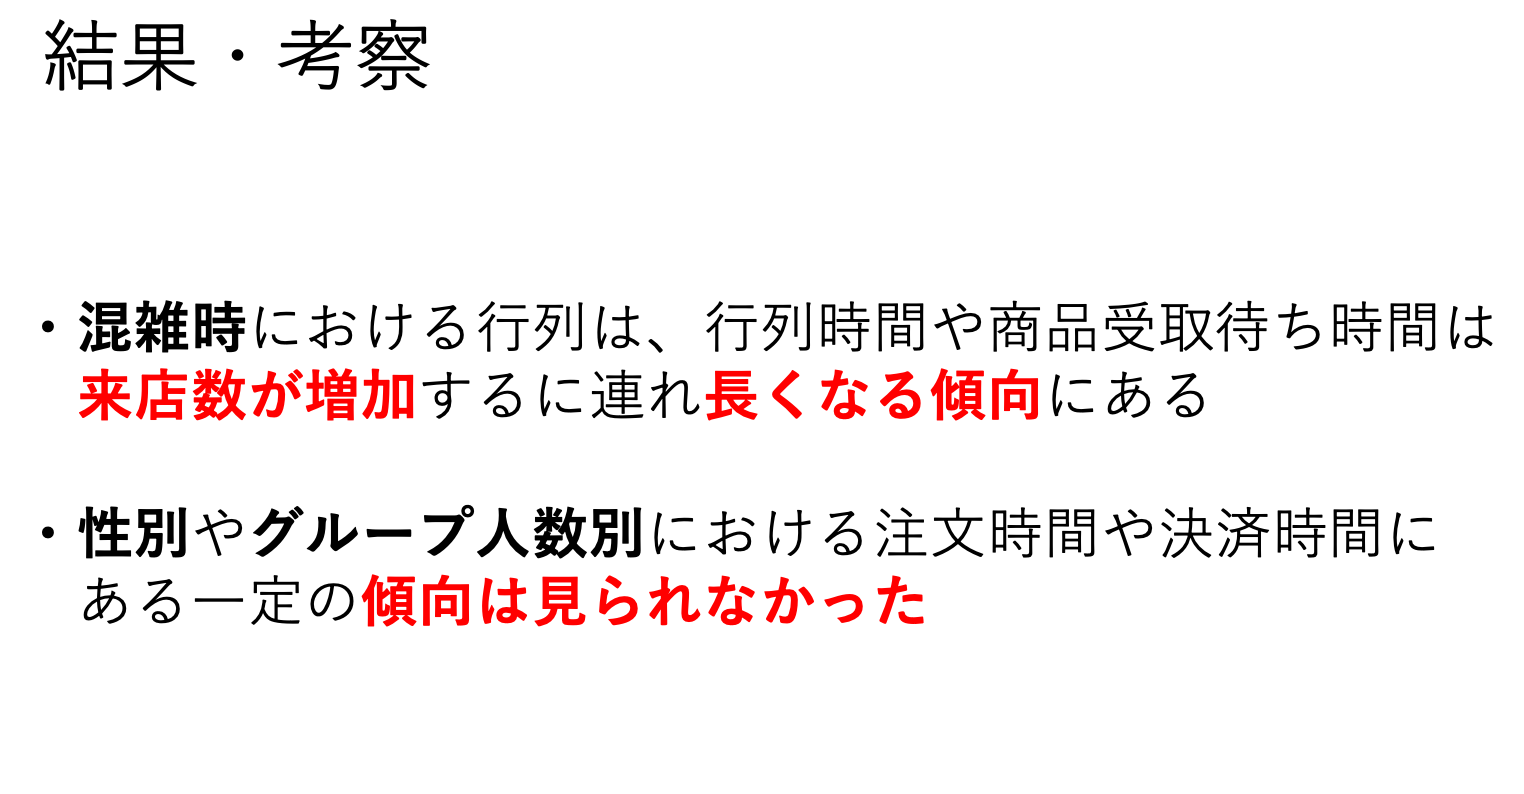 結果・考察
・混雑時における行列は、行列時間や商品受取待ち時間は
来店数が増加するに連れ長くなる傾向にある
・性別やグループ人数別における注文時間や決済時間に
ある一定の傾向は見られなかった